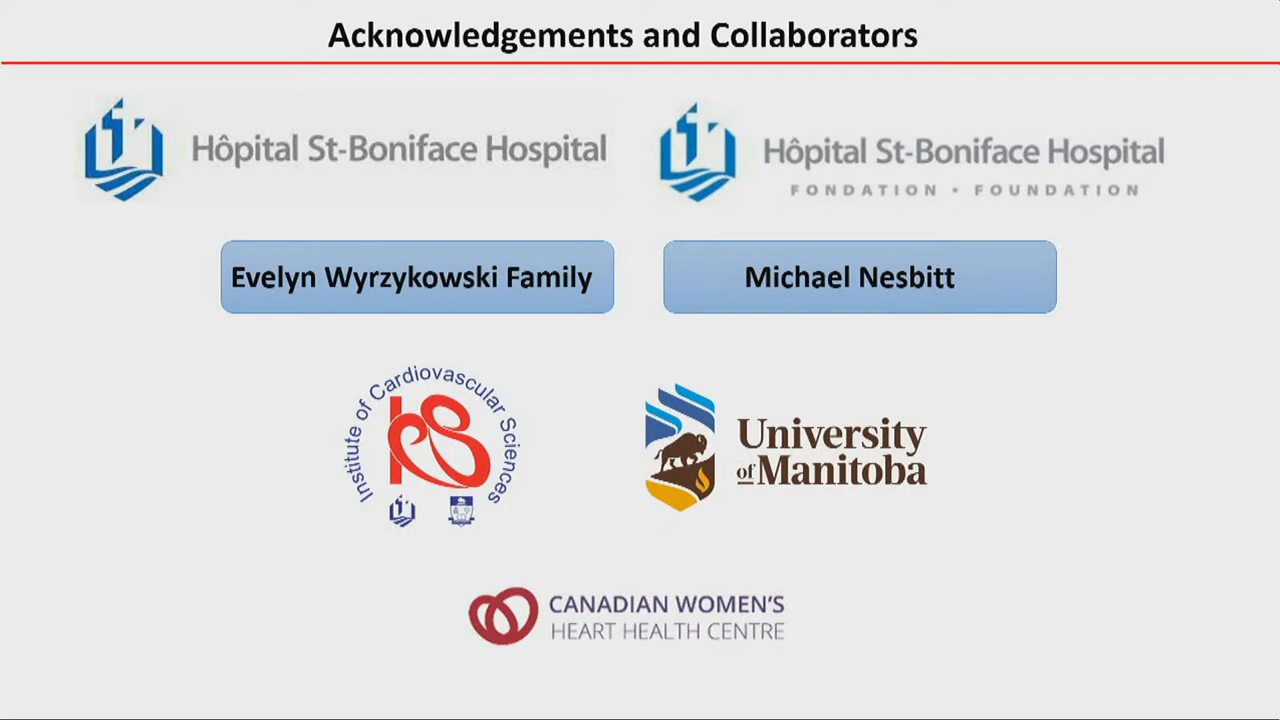 Acknowledgements and Collaborators
Hôpital St-Boniface Hospital
Hôpital St-Boniface Hospital
FONDATION • FOUNDATION
Evelyn Wyrzykowski Family
Michael Nesbitt
Institute of Cardiovascular Sciences
University
of Manitoba
CANADIAN WOMEN'S
HEART HEALTH CENTRE